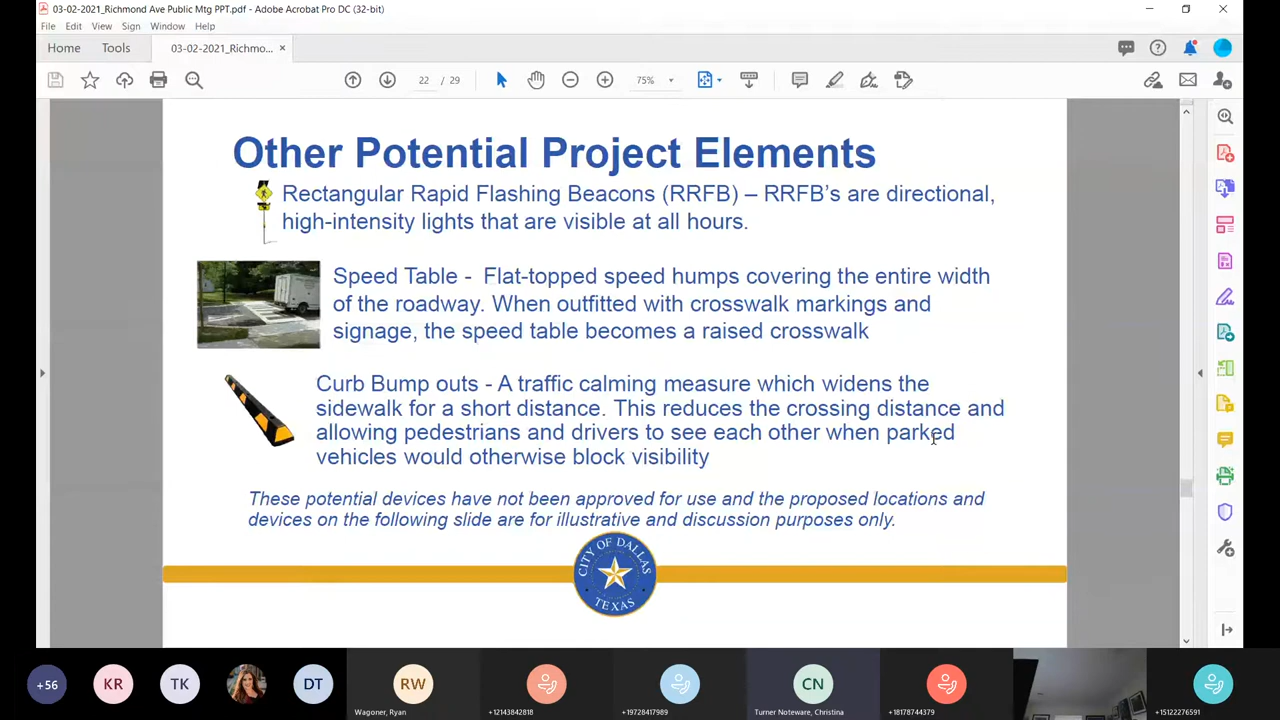 03-02-2021_Richmond Ave Public Mtg PPT.pdf - Adobe Acrobat Pro DC (32-bit)
File Edit View Sign Window Help
Home Tools 03-02-2021_Richmo... ×
22 / 29 75%
Other Potential Project Elements
Rectangular Rapid Flashing Beacons (RRFB) – RRFB’s are directional,
high-intensity lights that are visible at all hours.
Speed Table - Flat-topped speed humps covering the entire width
of the roadway. When outfitted with crosswalk markings and
signage, the speed table becomes a raised crosswalk
Curb Bump outs - A traffic calming measure which widens the
sidewalk for a short distance. This reduces the crossing distance and
allowing pedestrians and drivers to see each other when parked
vehicles would otherwise block visibility
These potential devices have not been approved for use and the proposed locations and
devices on the following slide are for illustrative and discussion purposes only.
CITY OF DALLAS
TEXAS
+56 KR TK DT RW CN
Wagoner, Ryan +12143842818 +19728417989 Turner Noteware, Christina +18178744379 +15122276591